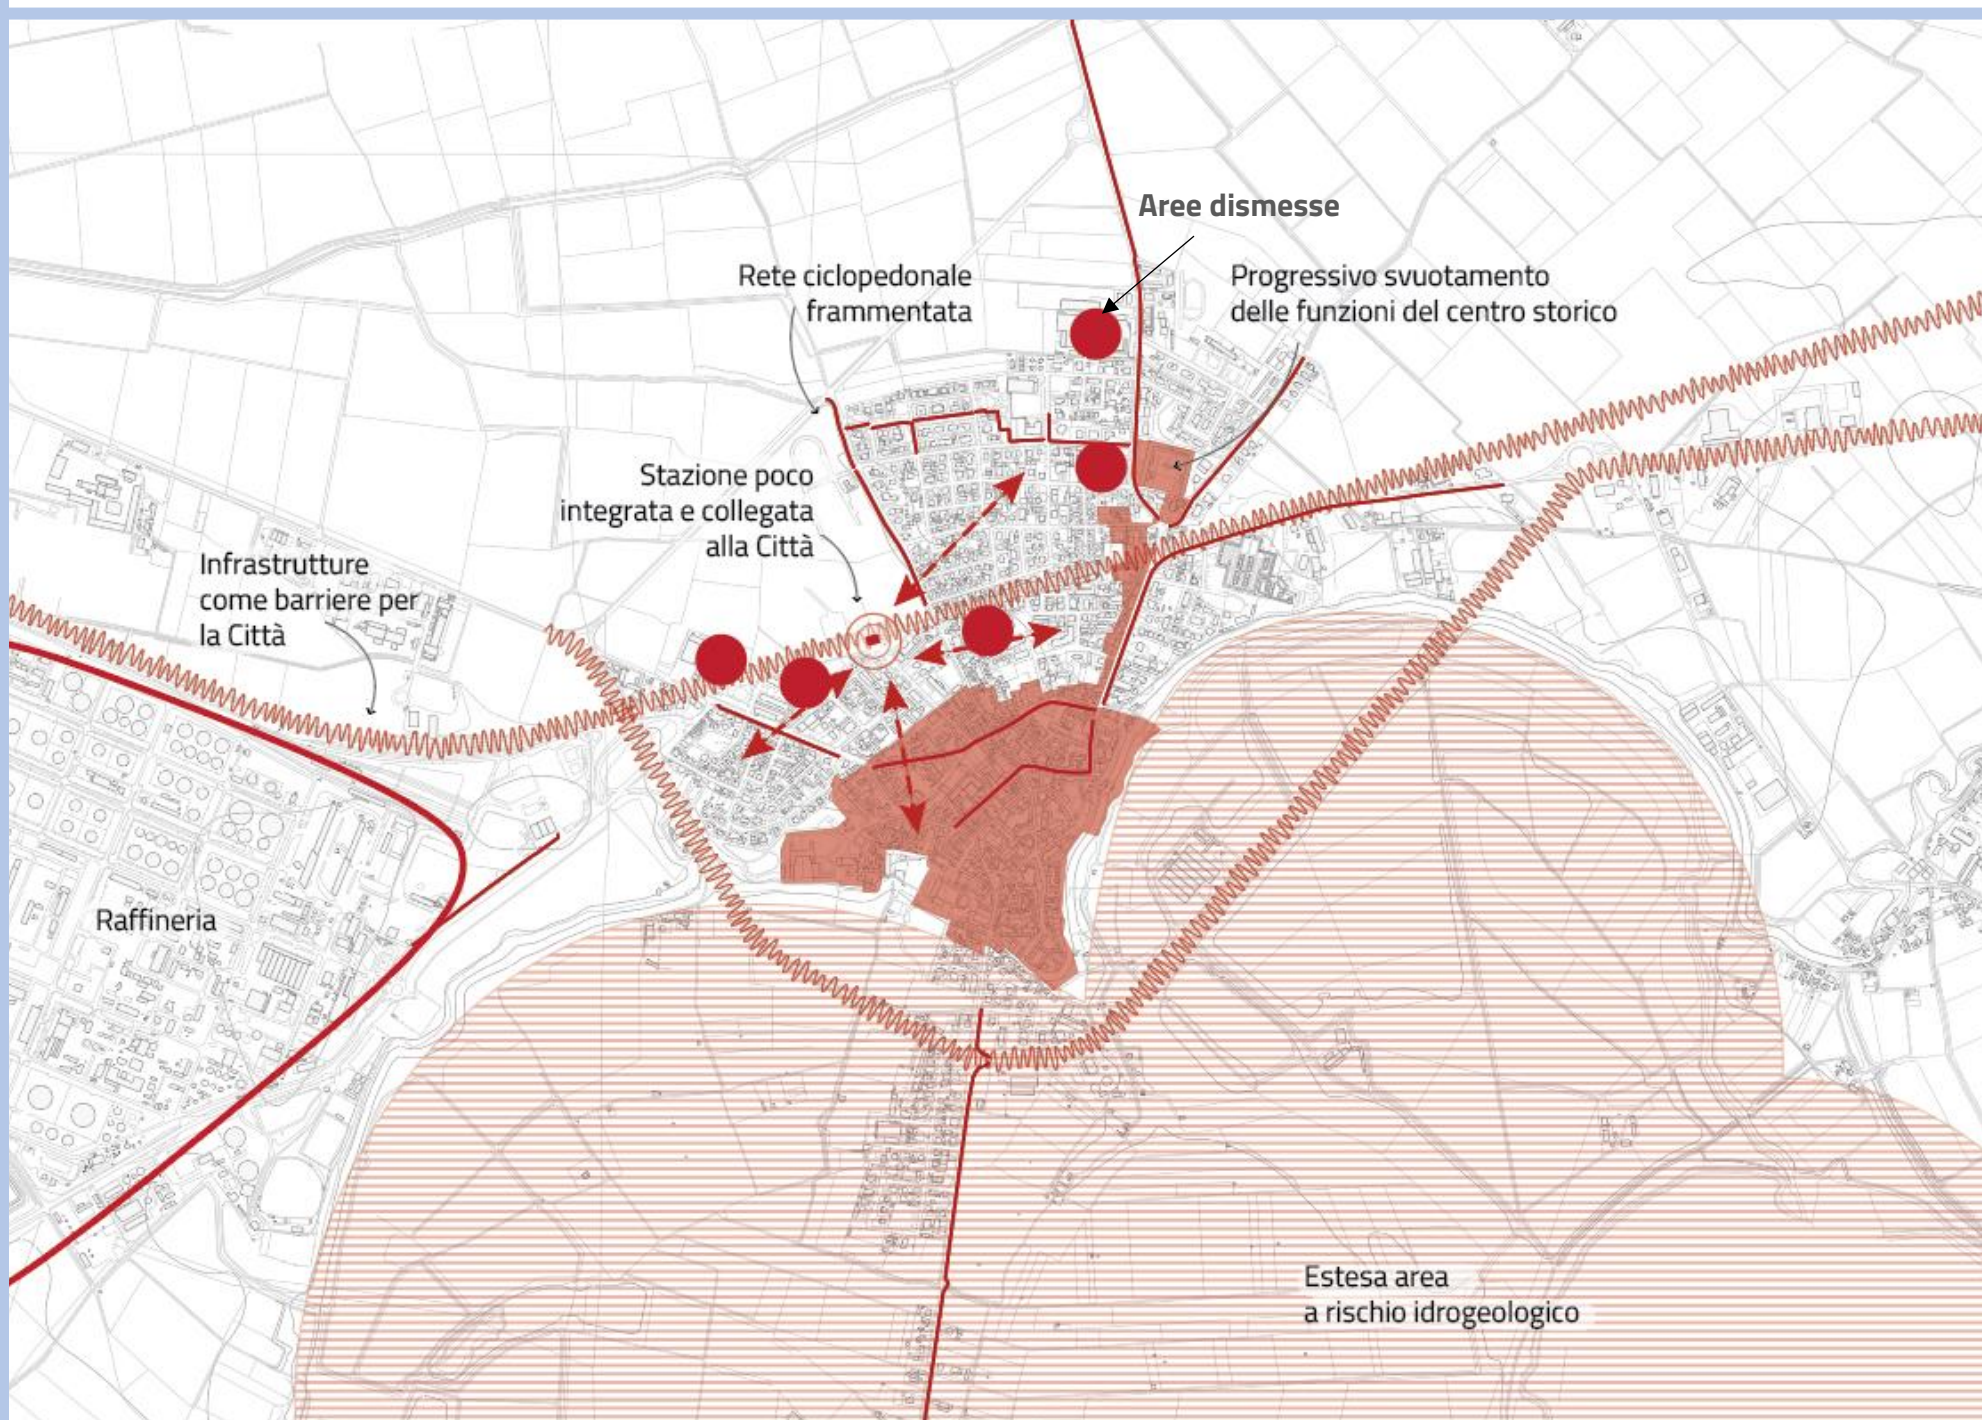 Aree dismesse
Rete ciclopedonale
frammentata
Progressivo svuotamento
delle funzioni del centro storico
Stazione poco
integrata e collegata
alla Città
Infrastrutture
come barriere per
la Città
Raffineria
Estesa area
a rischio idrogeologico